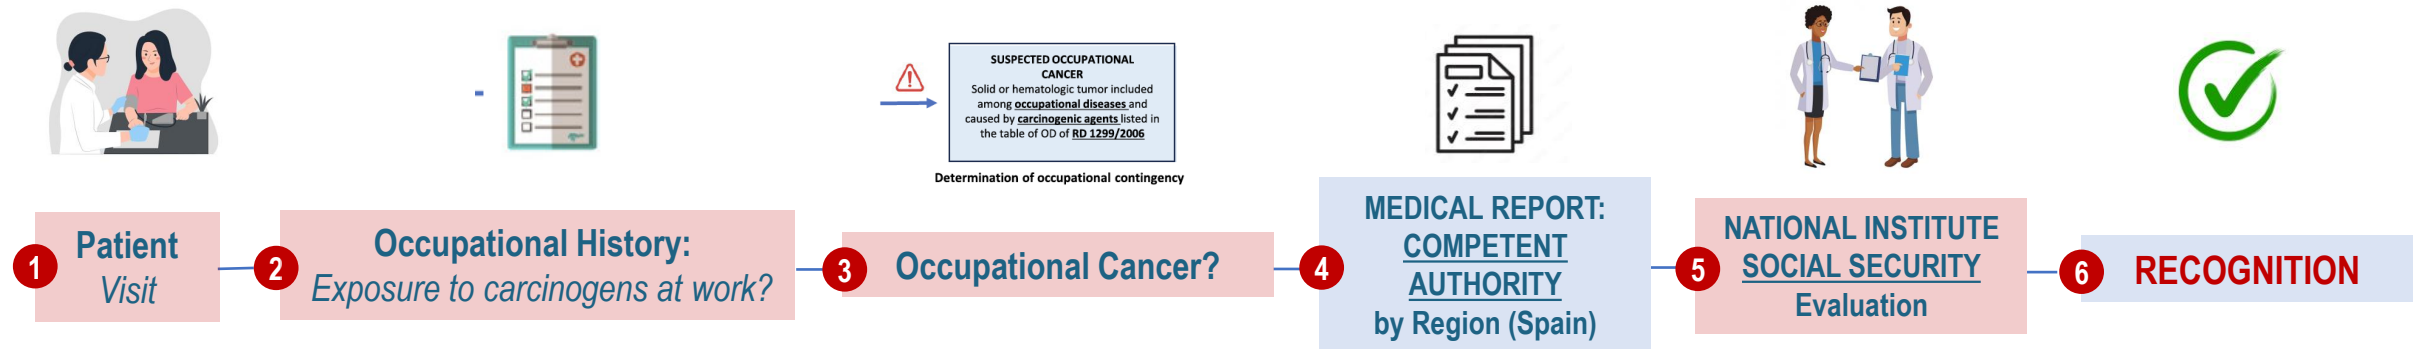 SUSPECTED OCCUPATIONAL
CANCER
Solid or hematologic tumor included
among occupational diseases and
caused by carcinogenic agents listed in
the table of OD of RD 1299/2006
Determination of occupational contingency
1
Patient
Visit
2
Occupational History:
Exposure to carcinogens at work?
3
Occupational Cancer?
4
MEDICAL REPORT:
COMPETENT
AUTHORITY
by Region (Spain)
5
NATIONAL INSTITUTE
SOCIAL SECURITY
Evaluation
6
RECOGNITION